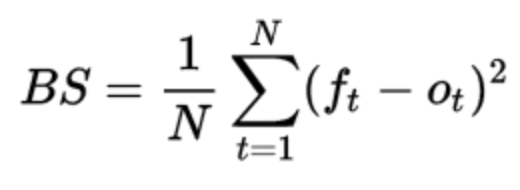 BS = \frac{1}{N} \sum_{t=1}^{N} (f_t - o_t)^2